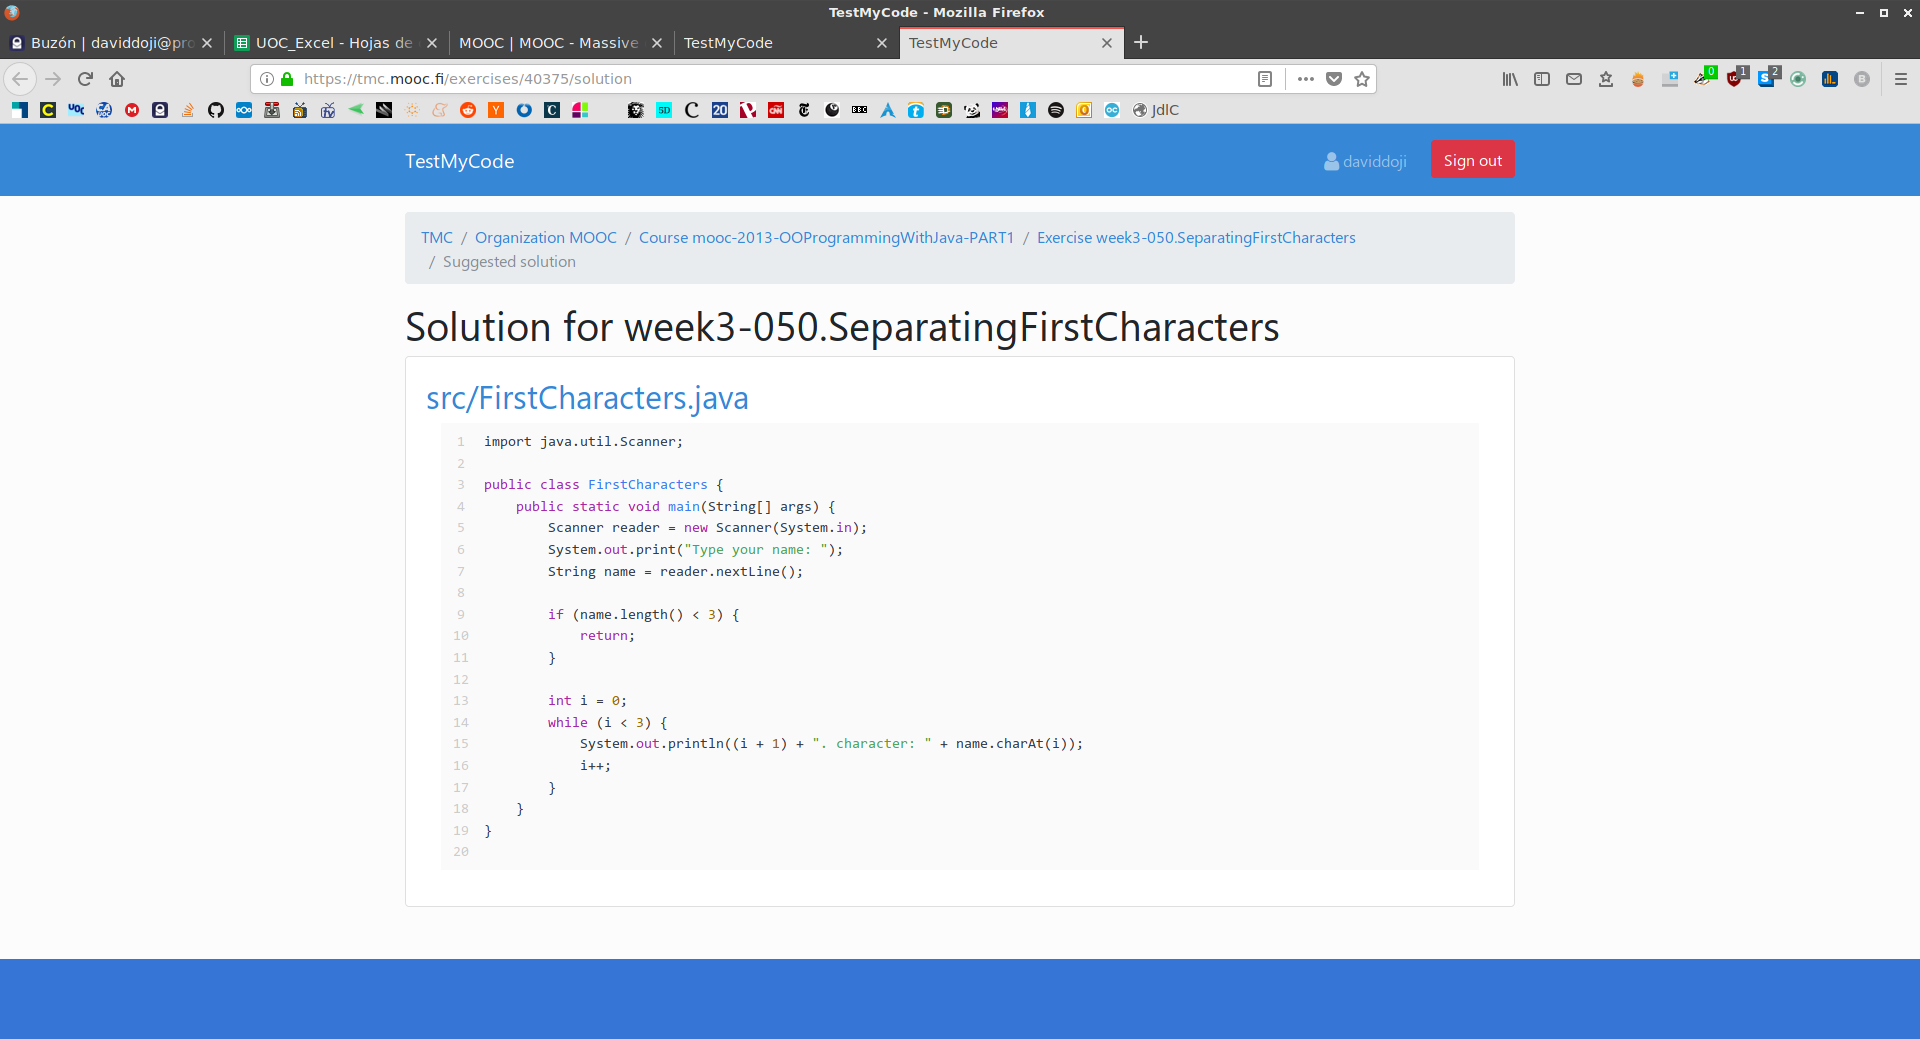 TestMyCode - Mozilla Firefox
Buzón | daviddoji@pro
UOC_Excel - Hojas de
MOOC | MOOC - Massive
TestMyCode
TestMyCode
https://tmc.mooc.fi/exercises/40375/solution
0
1
2
JdlC
TestMyCode
daviddoji
Sign out
TMC / Organization MOOC / Course mooc-2013-OOProgrammingWithJava-PART1 / Exercise week3-050.SeparatingFirstCharacters
/ Suggested solution
Solution for week3-050.SeparatingFirstCharacters
src/FirstCharacters.java
1 import java.util.Scanner;
2
3 public class FirstCharacters {
4     public static void main(String[] args) {
5         Scanner reader = new Scanner(System.in);
6         System.out.print("Type your name: ");
7         String name = reader.nextLine();
8
9         if (name.length() < 3) {
10             return;
11         }
12
13         int i = 0;
14         while (i < 3) {
15             System.out.println((i + 1) + ". character: " + name.charAt(i));
16             i++;
17         }
18     }
19 }
20